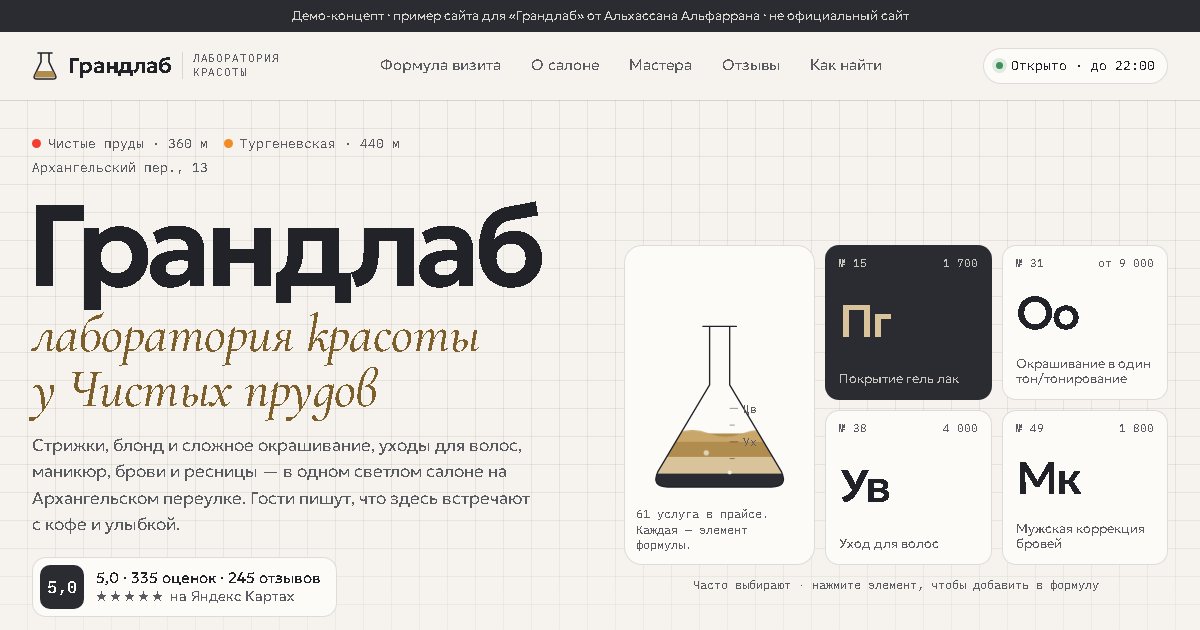 Демо-концепт · пример сайта для «Грандлаб» от Альхассана Альфаррана · не официальный сайт
Грандлаб
ЛАБОРАТОРИЯ
КРАСОТЫ
Формула визита
О салоне
Мастера
Отзывы
Как найти
Открыто · до 22:00
Чистые пруды · 360 м
Тургеневская · 440 м
Архангельский пер., 13
Грандлаб
лаборатория красоты
у Чистых прудов
Стрижки, блонд и сложное окрашивание, уходы для волос,
маникюр, брови и ресницы — в одном светлом салоне на
Архангельском переулке. Гости пишут, что здесь встречают
с кофе и улыбкой.
5,0
5,0 · 335 оценок · 245 отзывов
★★★★★ на Яндекс Картах
Цв
Ух
61 услуга в прайсе.
Каждая — элемент
формулы.
№ 15
1 700
Пг
Покрытие гель лак
№ 31
от 9 000
Оо
Окрашивание в один
тон/тонирование
№ 38
4 000
Ув
Уход для волос
№ 49
1 800
Мк
Мужская коррекция
бровей
Часто выбирают · нажмите элемент, чтобы добавить в формулу